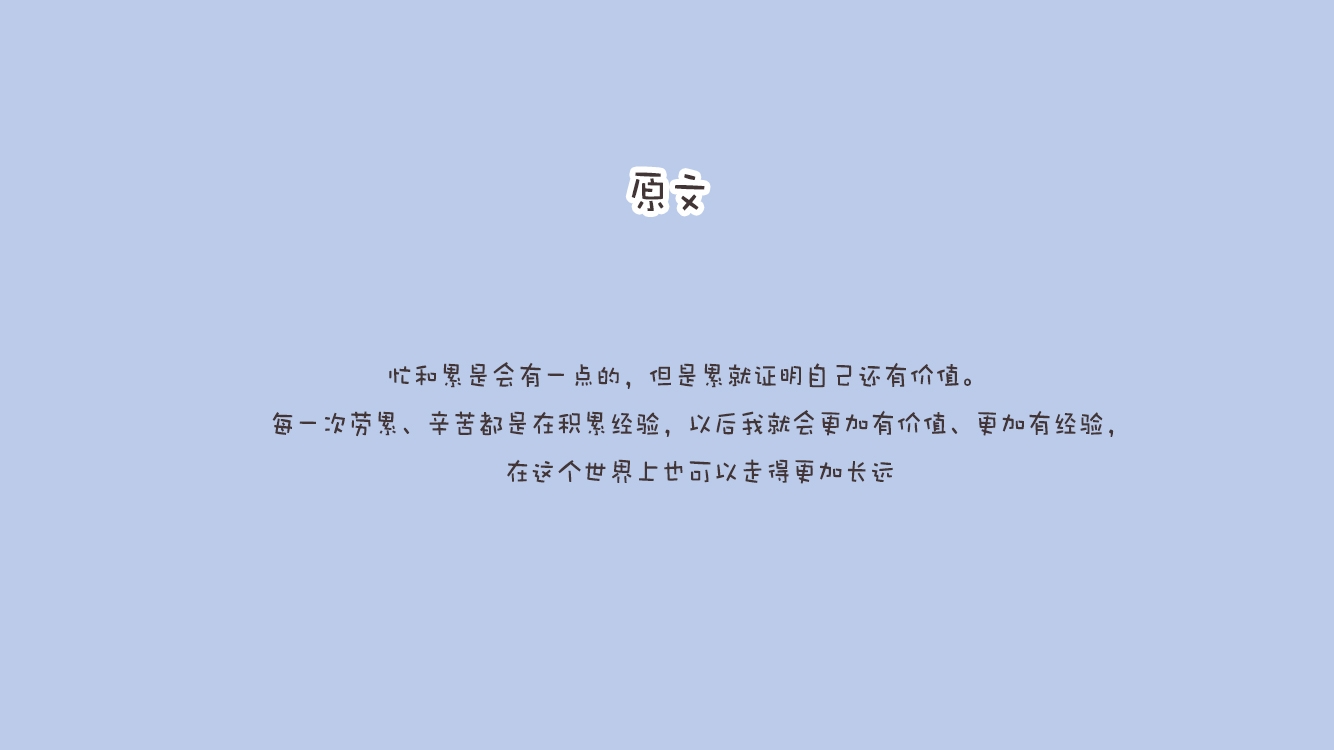 原文
忙和累是会有一点的，但是累就证明自己还有价值。
每一次劳累、辛苦都是在积累经验，以后我就会更加有价值、更加有经验，
在这个世界上也可以走得更加长远